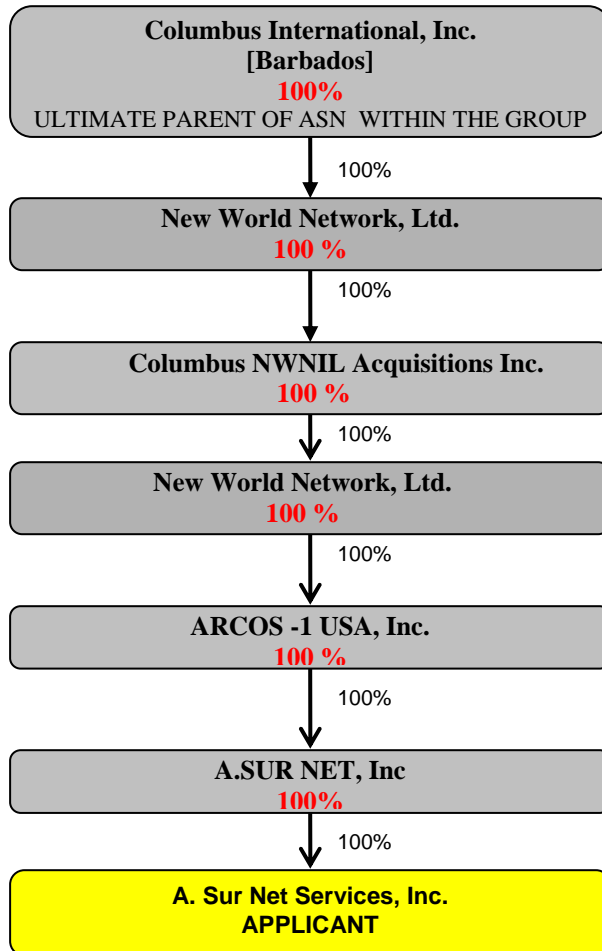 Columbus International, Inc.
[Barbados]
100%
ULTIMATE PARENT OF ASN WITHIN THE GROUP
100%
New World Network, Ltd.
100 %
100%
Columbus NWNIL Acquisitions Inc.
100 %
100%
New World Network, Ltd.
100 %
100%
ARCOS -1 USA, Inc.
100 %
100%
A.SUR NET, Inc
100%
100%
A. Sur Net Services, Inc.
APPLICANT